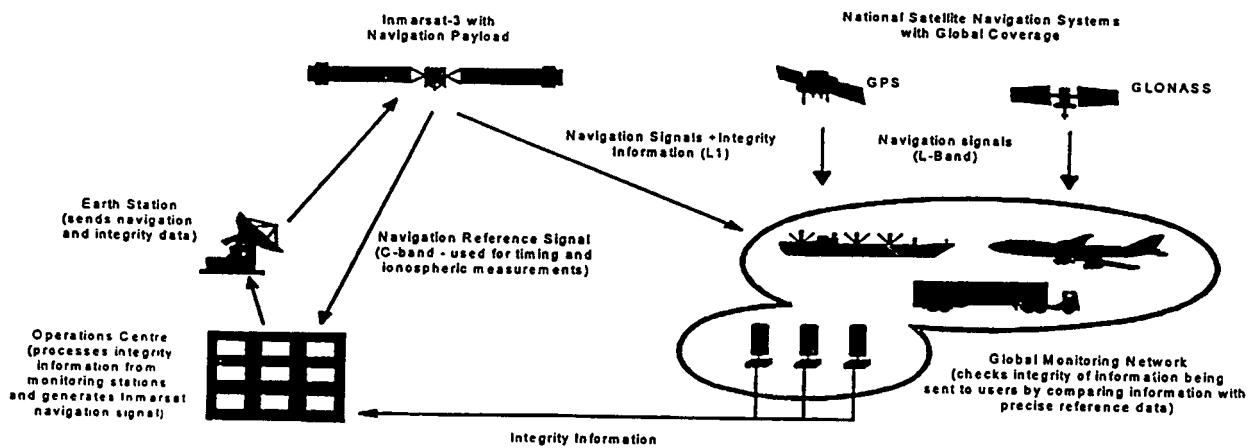 Inmarsat-3 with
Navigation Payload
National Satellite Navigation Systems
with Global Coverage
GPS
GLONASS
Navigation Signals +Integrity
Information (L1)
Navigation signals
(L-Band)
Earth Station
(sends navigation
and integrity data)
Navigation Reference Signal
(C-band - used for timing and
ionospheric measurements)
Operations Centre
(processes integrity
information from
monitoring stations
and generates Inmarsat
navigation signal)
Global Monitoring Network
(checks integrity of information being
sent to users by comparing information with
precise reference data)
Integrity Information